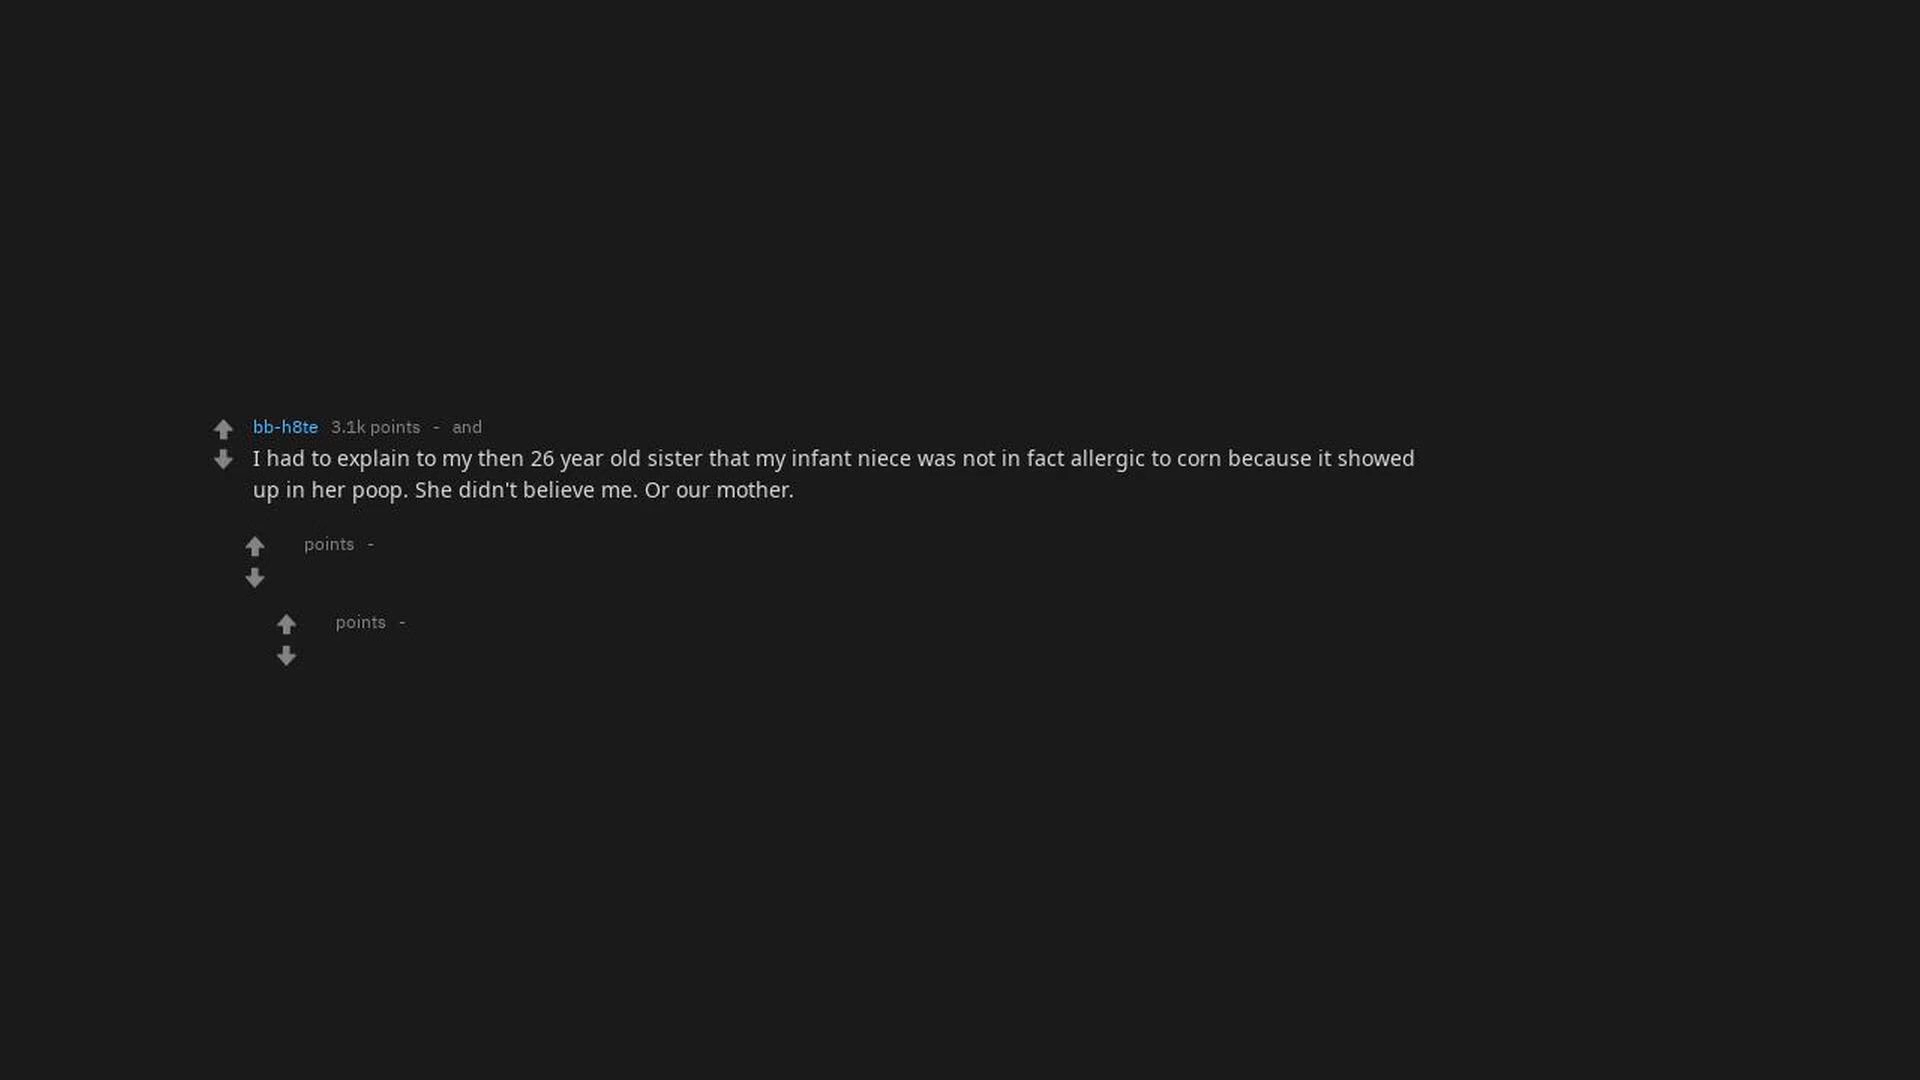 bb-h8te 3.1k points - and
I had to explain to my then 26 year old sister that my infant niece was not in fact allergic to corn because it showed
up in her poop. She didn't believe me. Or our mother.
points -
points -